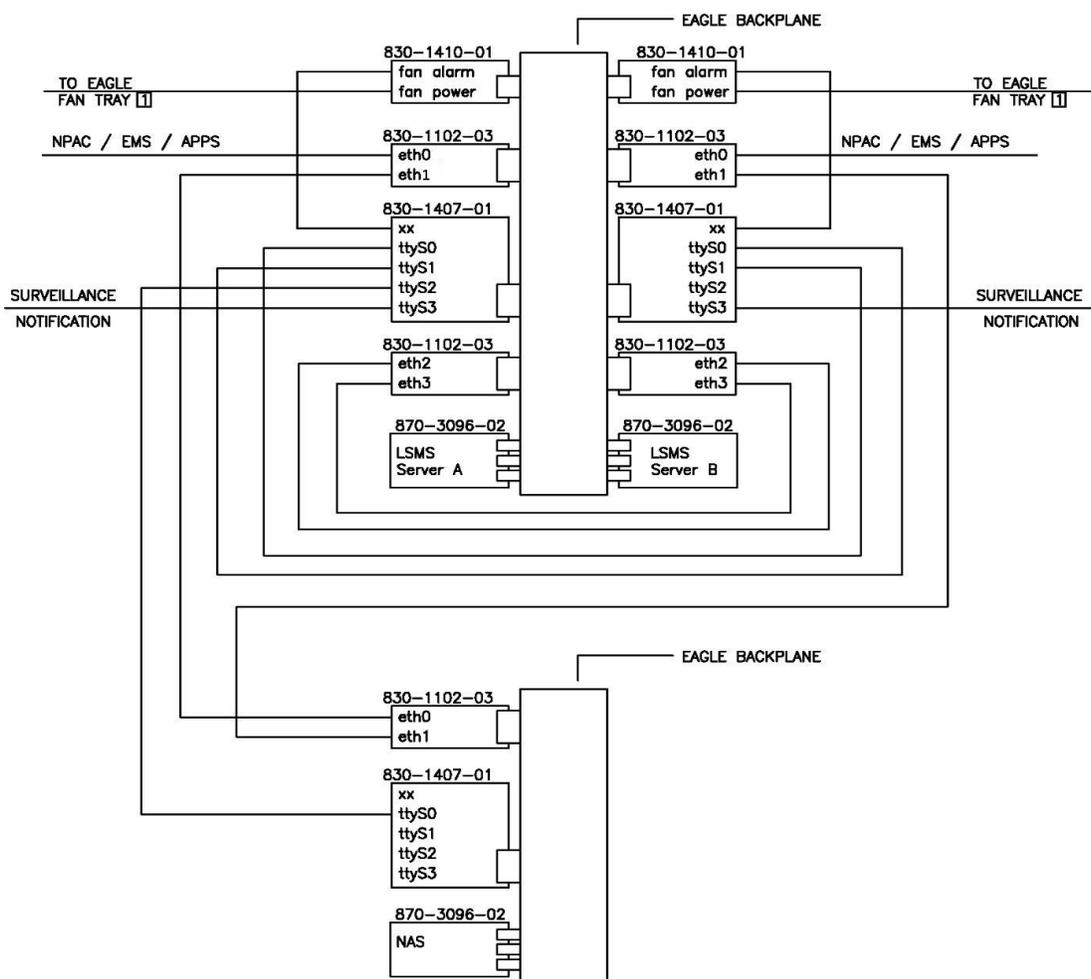 EAGLE BACKPLANE
830-1410-01
fan alarm
fan power
830-1410-01
fan alarm
fan power
TO EAGLE
FAN TRAY 1
TO EAGLE
FAN TRAY 1
NPAC / EMS / APPS
830-1102-03
eth0
eth1
830-1102-03
eth0
eth1
NPAC / EMS / APPS
830-1407-01
xx
ttyS0
ttyS1
ttyS2
ttyS3
830-1407-01
xx
ttyS0
ttyS1
ttyS2
ttyS3
SURVEILLANCE
NOTIFICATION
SURVEILLANCE
NOTIFICATION
830-1102-03
eth2
eth3
830-1102-03
eth2
eth3
870-3096-02
LSMS
Server A
870-3096-02
LSMS
Server B
EAGLE BACKPLANE
830-1102-03
eth0
eth1
830-1407-01
xx
ttyS0
ttyS1
ttyS2
ttyS3
870-3096-02
NAS